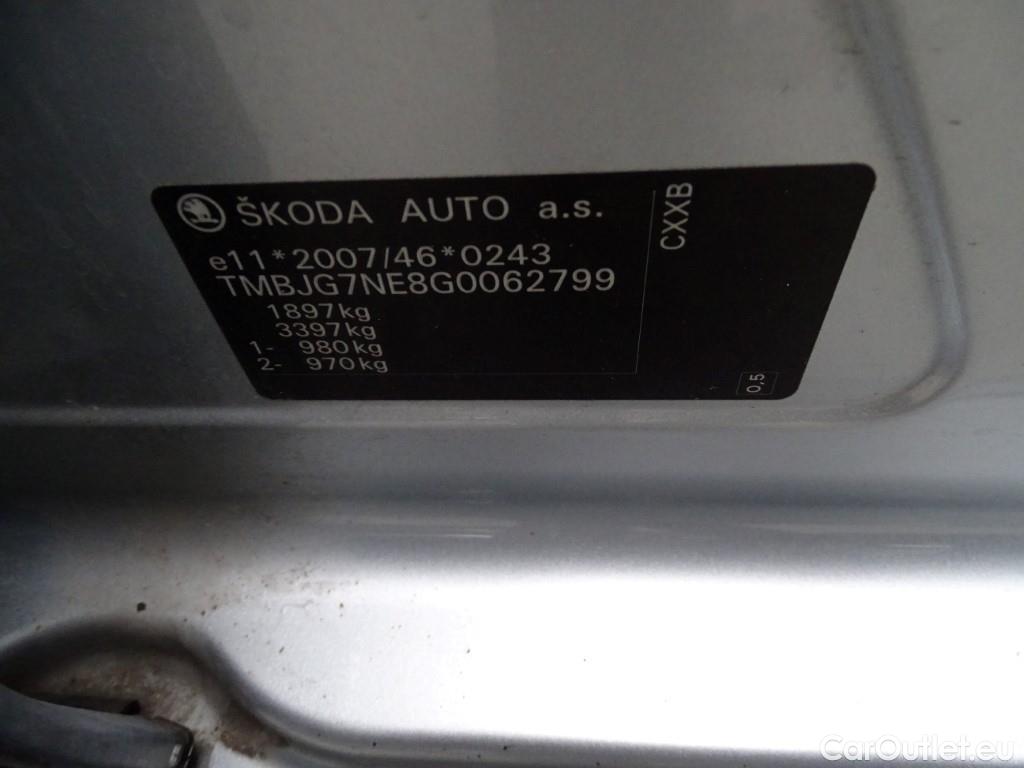 ŠKODA AUTO a.s.
e11*2007/46*0243
TMBJG7NE8G0062799
1897kg
3397kg
1- 980kg
2- 970kg
CXXB
0,5
CarOutlet.eu